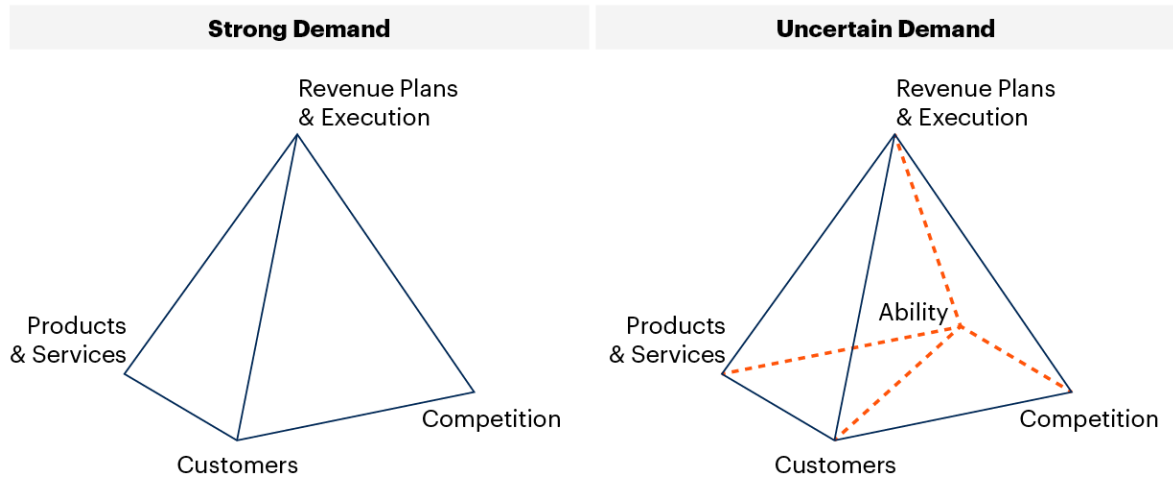 Strong Demand
Revenue Plans
& Execution
Products
& Services
Competition
Customers
Uncertain Demand
Revenue Plans
& Execution
Ability
Products
& Services
Competition
Customers